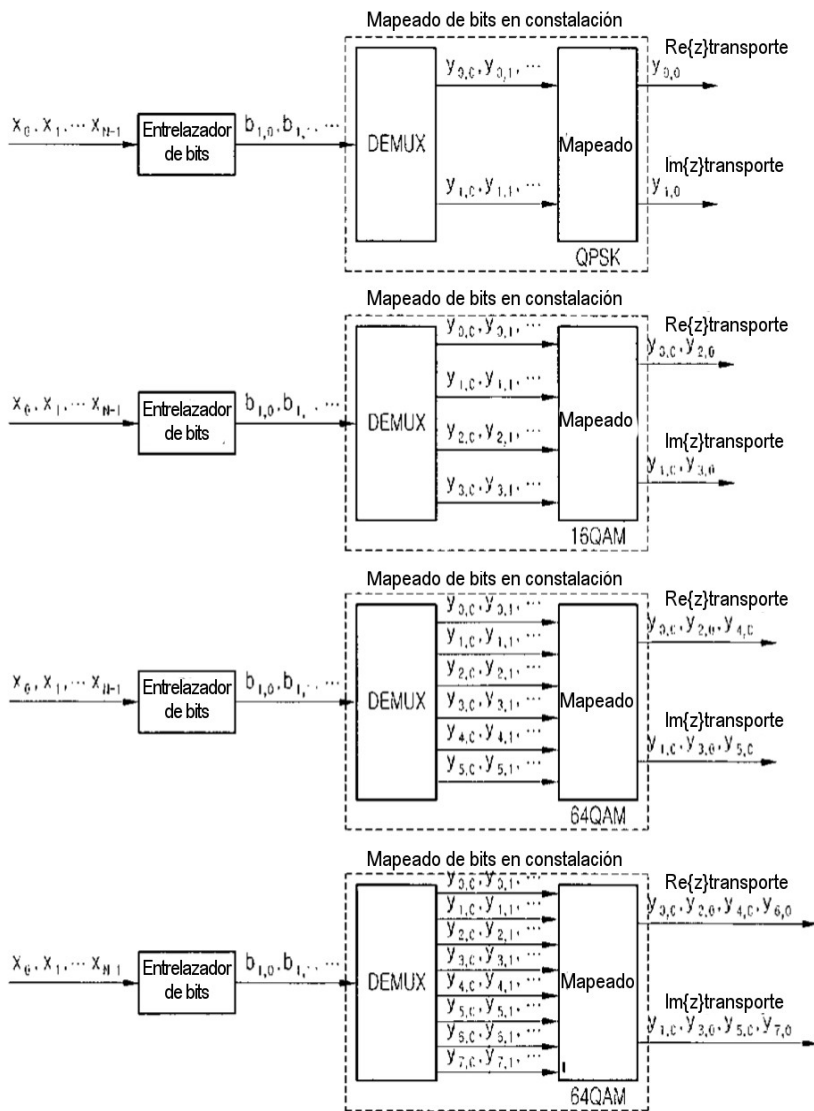 Mapeado de bits en constalación
Re{z}transporte
y0,0, y0,1, ...
y0,0
x0, x1, ... xN-1
Entrelazador
de bits
b1,0, b1, ...
DEMUX
Mapeado
Im{z}transporte
y1,0, y1,1, ...
y1,0
QPSK
Mapeado de bits en constalación
Re{z}transporte
y0,0, y0,1, ...
y0,0, y2,0
y1,0, y1,1, ...
x0, x1, ... xN-1
Entrelazador
de bits
b1,0, b1, ...
DEMUX
Mapeado
y2,0, y2,1, ...
Im{z}transporte
y1,0, y3,0
y3,0, y3,1, ...
16QAM
Mapeado de bits en constalación
Re{z}transporte
y0,0, y0,1, ...
y0,0, y2,0, y4,0
y1,0, y1,1, ...
y2,0, y2,1, ...
x0, x1, ... xN-1
Entrelazador
de bits
b1,0, b1, ...
DEMUX
Mapeado
y3,0, y3,1, ...
y4,0, y4,1, ...
Im{z}transporte
y1,0, y3,0, y5,0
y5,0, y5,1, ...
64QAM
Mapeado de bits en constalación
Re{z}transporte
y0,0, y0,1, ...
y0,0, y2,0, y4,0, y6,0
y1,0, y1,1, ...
y2,0, y2,1, ...
y3,0, y3,1, ...
x0, x1, ... xN-1
Entrelazador
de bits
b1,0, b1, ...
DEMUX
Mapeado
y4,0, y4,1, ...
y5,0, y5,1, ...
Im{z}transporte
y1,0, y3,0, y5,0, y7,0
y6,0, y6,1, ...
y7,0, y7,1, ...
64QAM